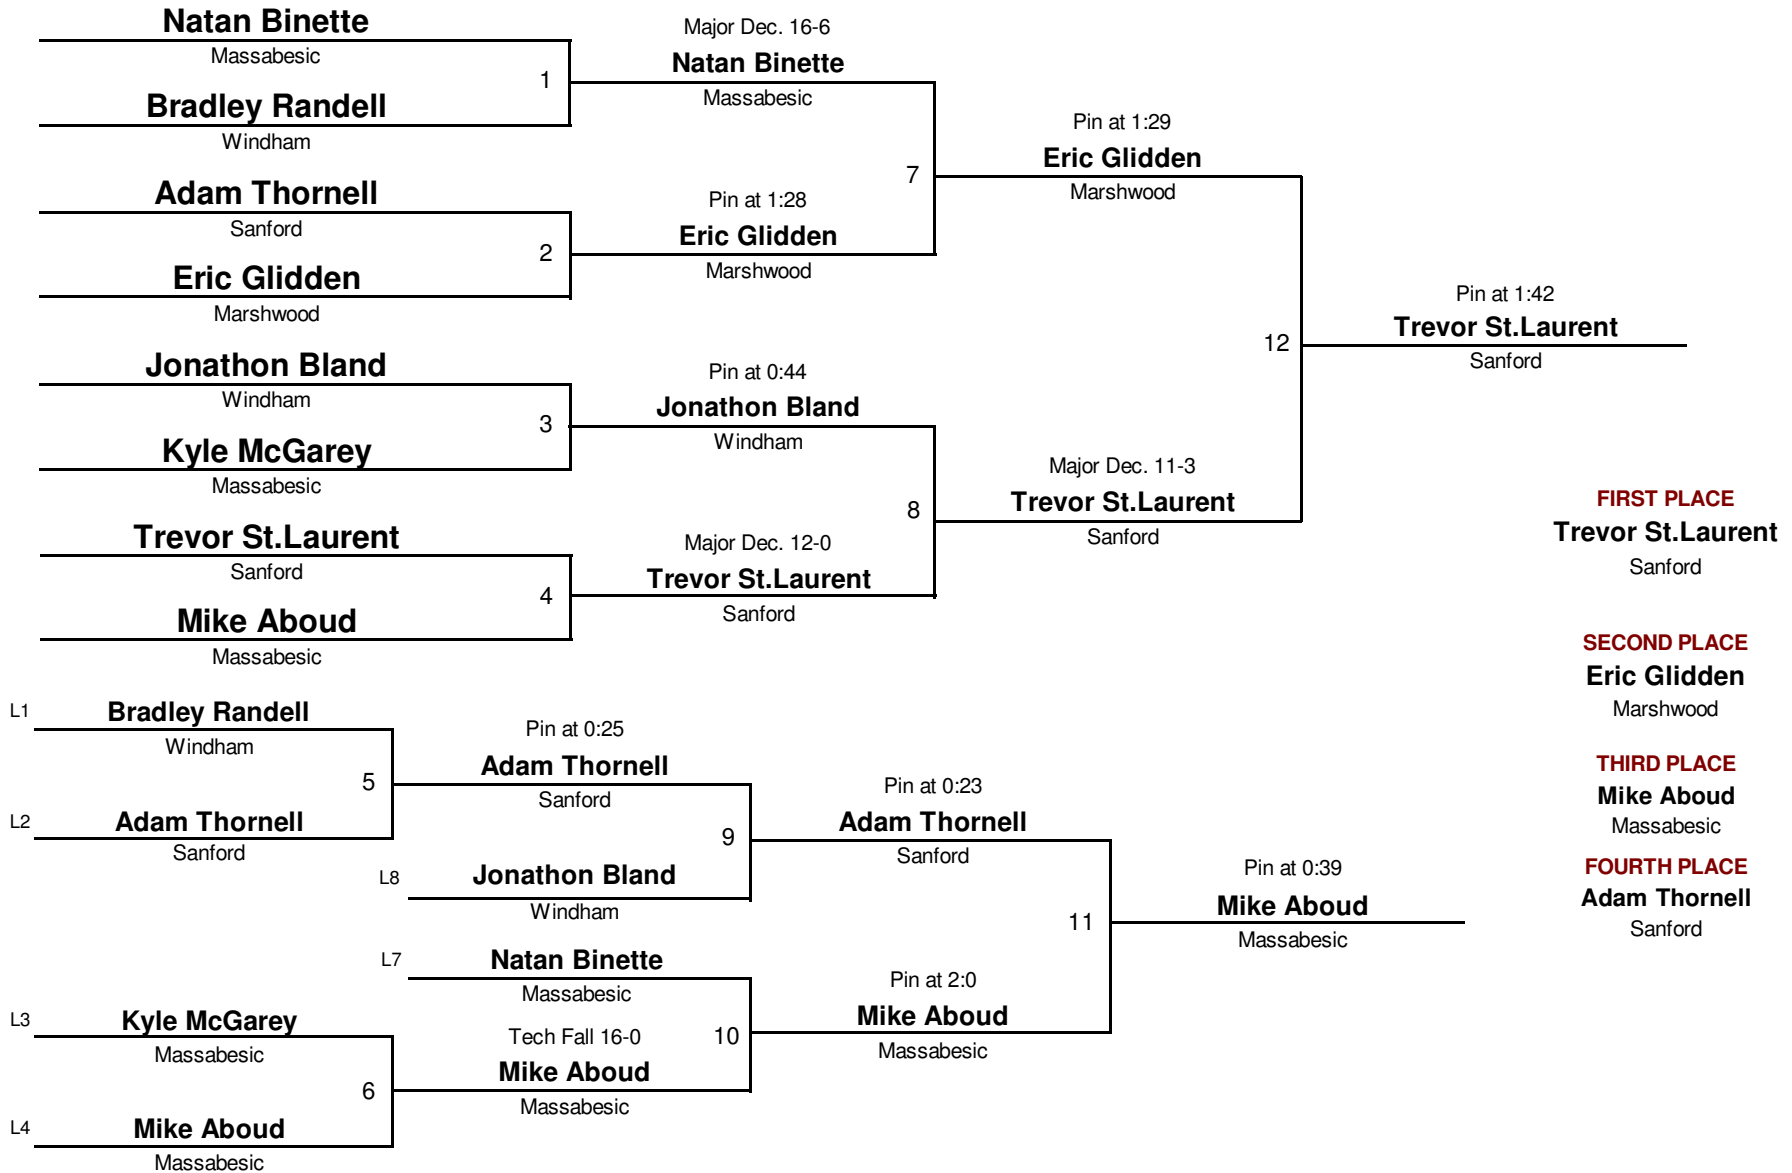 Natan Binette
Massabesic
1
Bradley Randell
Windham
Major Dec. 16-6
Natan Binette
Massabesic
Adam Thornell
Sanford
2
Eric Glidden
Marshwood
Pin at 1:28
Eric Glidden
Marshwood
7
Pin at 1:29
Eric Glidden
Marshwood
Jonathon Bland
Windham
3
Kyle McGarey
Massabesic
Pin at 0:44
Jonathon Bland
Windham
Trevor St.Laurent
Sanford
4
Mike Aboud
Massabesic
Major Dec. 12-0
Trevor St.Laurent
Sanford
8
Major Dec. 11-3
Trevor St.Laurent
Sanford
12
Pin at 1:42
Trevor St.Laurent
Sanford
L1
Bradley Randell
Windham
5
L2
Adam Thornell
Sanford
Pin at 0:25
Adam Thornell
Sanford
9
L8
Jonathon Bland
Windham
Pin at 0:23
Adam Thornell
Sanford
L7
Natan Binette
Massabesic
L3
Kyle McGarey
Massabesic
6
L4
Mike Aboud
Massabesic
Tech Fall 16-0
10
Mike Aboud
Massabesic
Pin at 2:0
Mike Aboud
Massabesic
11
Pin at 0:39
Mike Aboud
Massabesic
FIRST PLACE
Trevor St.Laurent
Sanford
SECOND PLACE
Eric Glidden
Marshwood
THIRD PLACE
Mike Aboud
Massabesic
FOURTH PLACE
Adam Thornell
Sanford